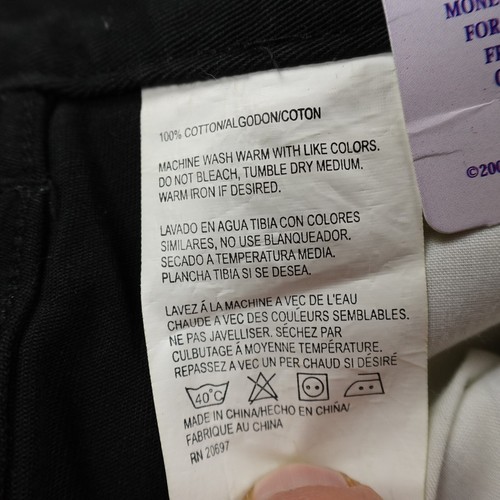 100% COTTON/ALGODON/COTON
MACHINE WASH WARM WITH LIKE COLORS.
DO NOT BLEACH, TUMBLE DRY MEDIUM.
WARM IRON IF DESIRED.
LAVADO EN AGUA TIBIA CON COLORES
SIMILARES, NO USE BLANQUEADOR.
SECADO A TEMPERATURA MEDIA.
PLANCHA TIBIA SI SE DESEA.
LAVEZ Á LA MACHINE A VEC DE L'EAU
CHAUDE A VEC DES COULEURS SEMBLABLES.
NE PAS JAVELLISER. SÉCHEZ PAR
CULBUTAGE À MOYENNE TEMPÉRATURE.
REPASSEZ A VEC UN PER CHAUD SI DÉSIRÉ
40°C
MADE IN CHINA/HECHO EN CHIÑA/
FABRIQUE AU CHINA
RN 20697
FOR